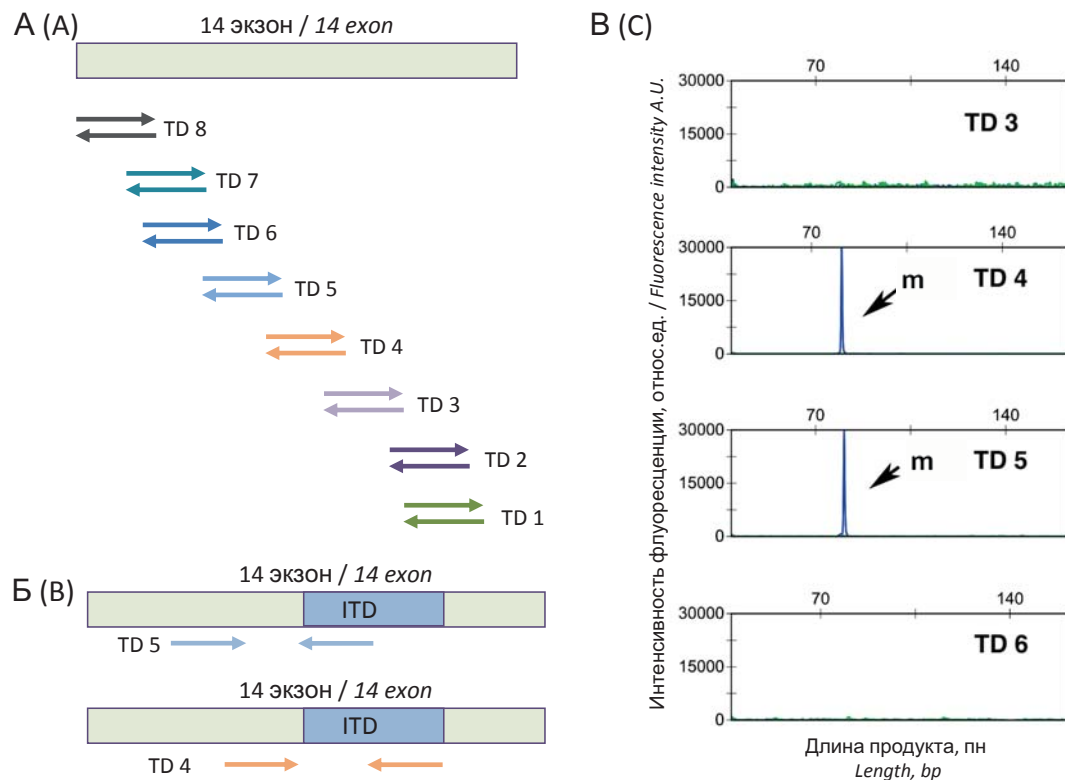 А (A)
14 экзон / 14 exon
TD 8
TD 7
TD 6
TD 5
TD 4
TD 3
TD 2
TD 1
Б (B)
14 экзон / 14 exon
ITD
TD 5
14 экзон / 14 exon
ITD
TD 4
В (C)
Интенсивность флуоресценции, относ.ед. / Fluorescence intensity A.U.
70 140
30000
15000
0
TD 3
70 140
30000
15000
0
m
TD 4
70 140
30000
15000
0
m
TD 5
70 140
30000
15000
0
TD 6
Длина продукта, пн
Length, bp